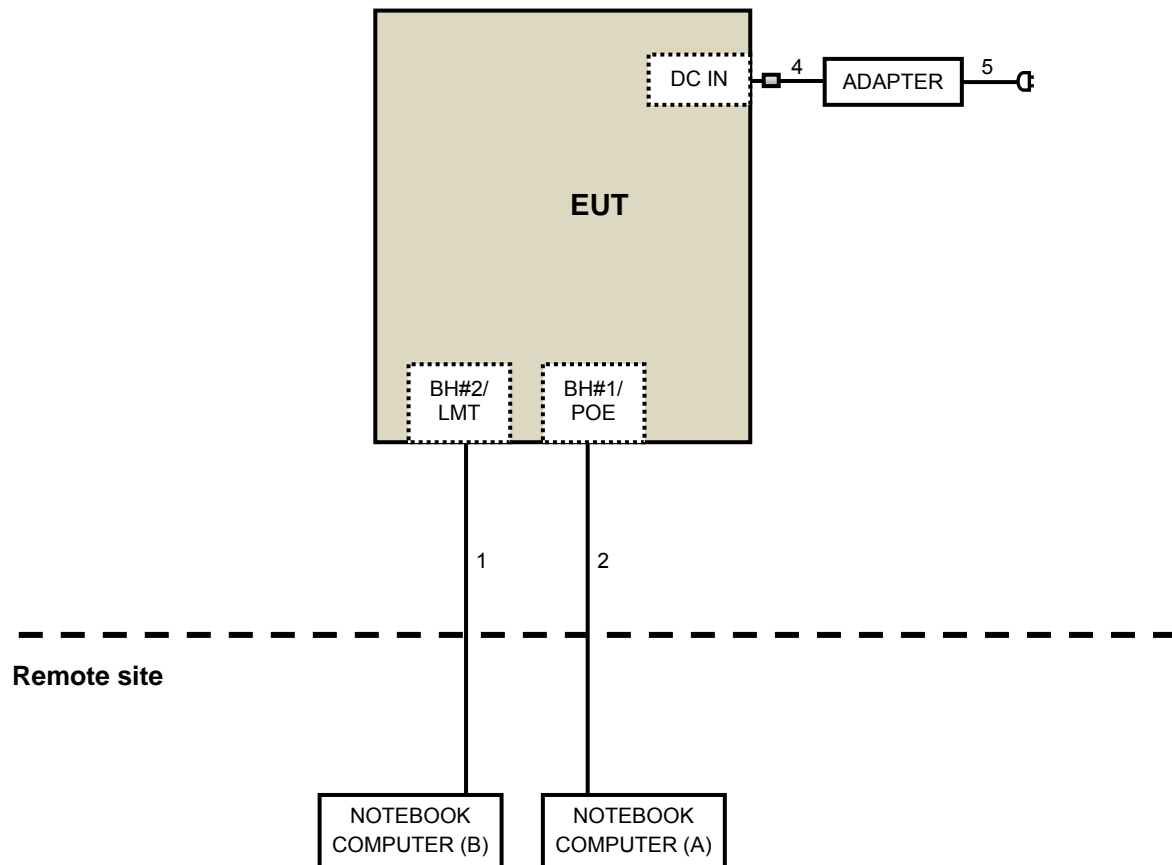 DC IN
4
ADAPTER
5
EUT
BH#2/
LMT
BH#1/
POE
1
2
Remote site
NOTEBOOK
COMPUTER (B)
NOTEBOOK
COMPUTER (A)